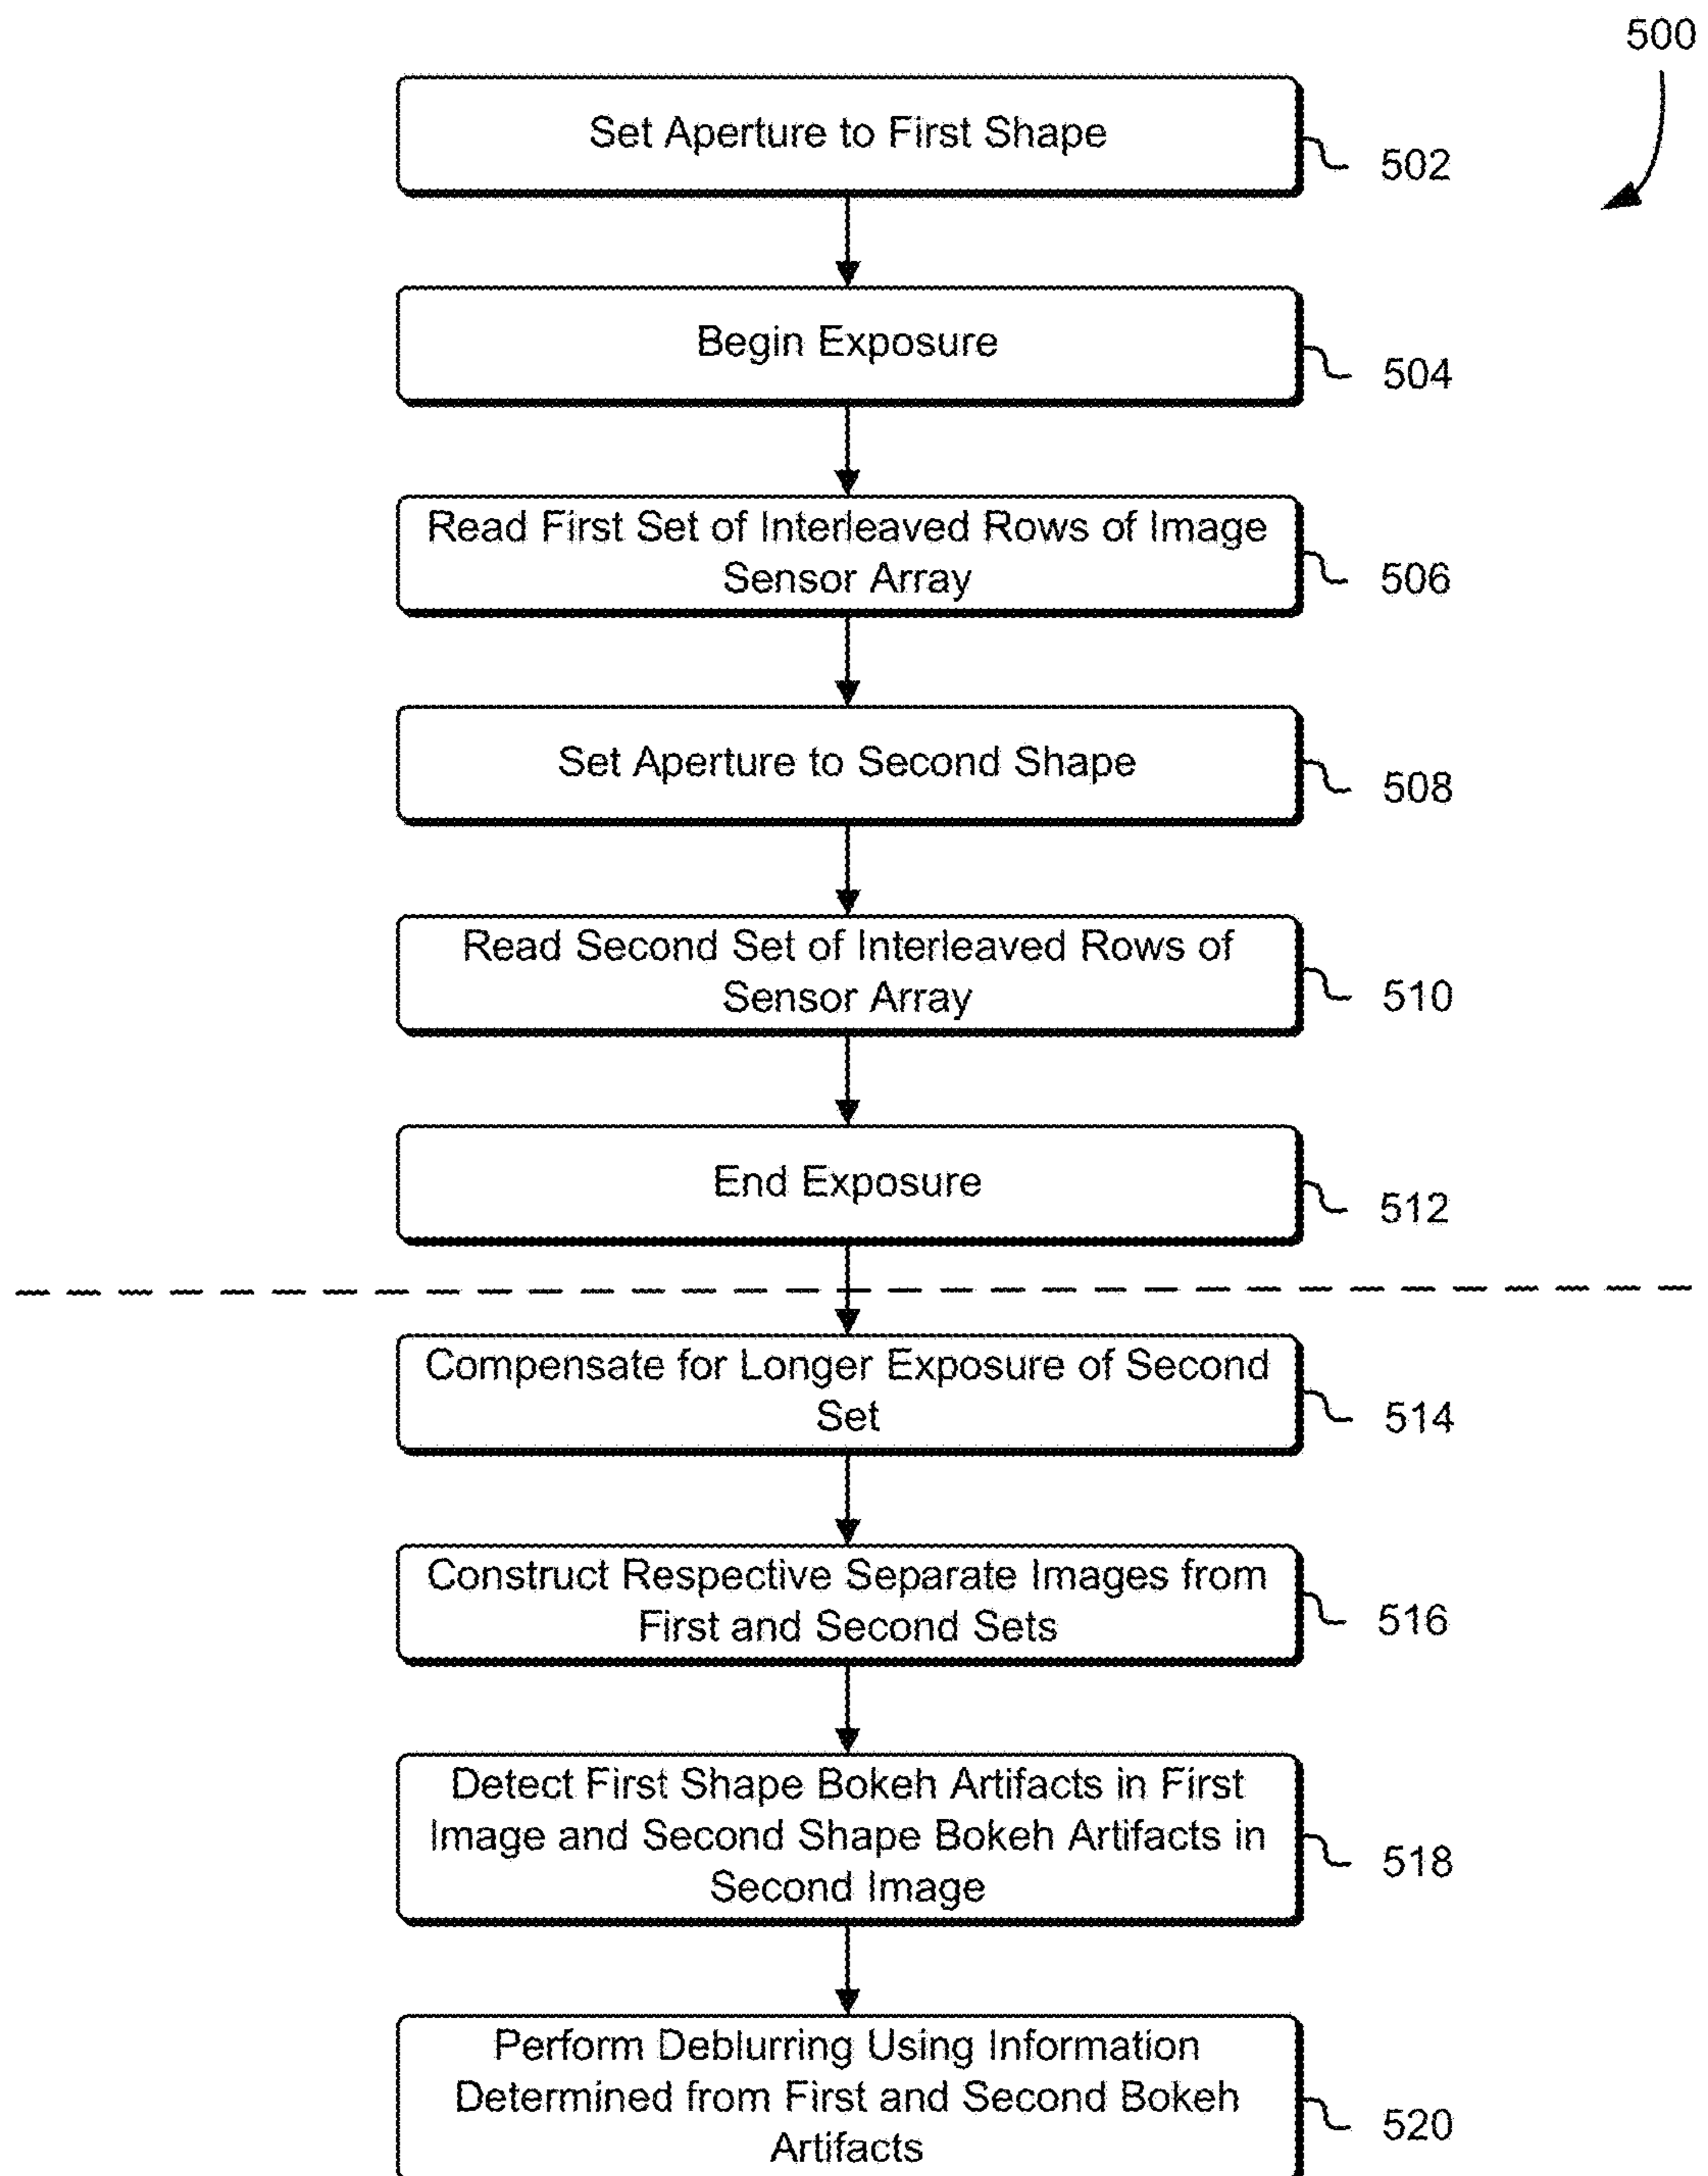 500
Set Aperture to First Shape
502
Begin Exposure
504
Read First Set of Interleaved Rows of Image
Sensor Array
506
Set Aperture to Second Shape
508
Read Second Set of Interleaved Rows of
Sensor Array
510
End Exposure
512
Compensate for Longer Exposure of Second
Set
514
Construct Respective Separate Images from
First and Second Sets
516
Detect First Shape Bokeh Artifacts in First
Image and Second Shape Bokeh Artifacts in
Second Image
518
Perform Deblurring Using Information
Determined from First and Second Bokeh
Artifacts
520